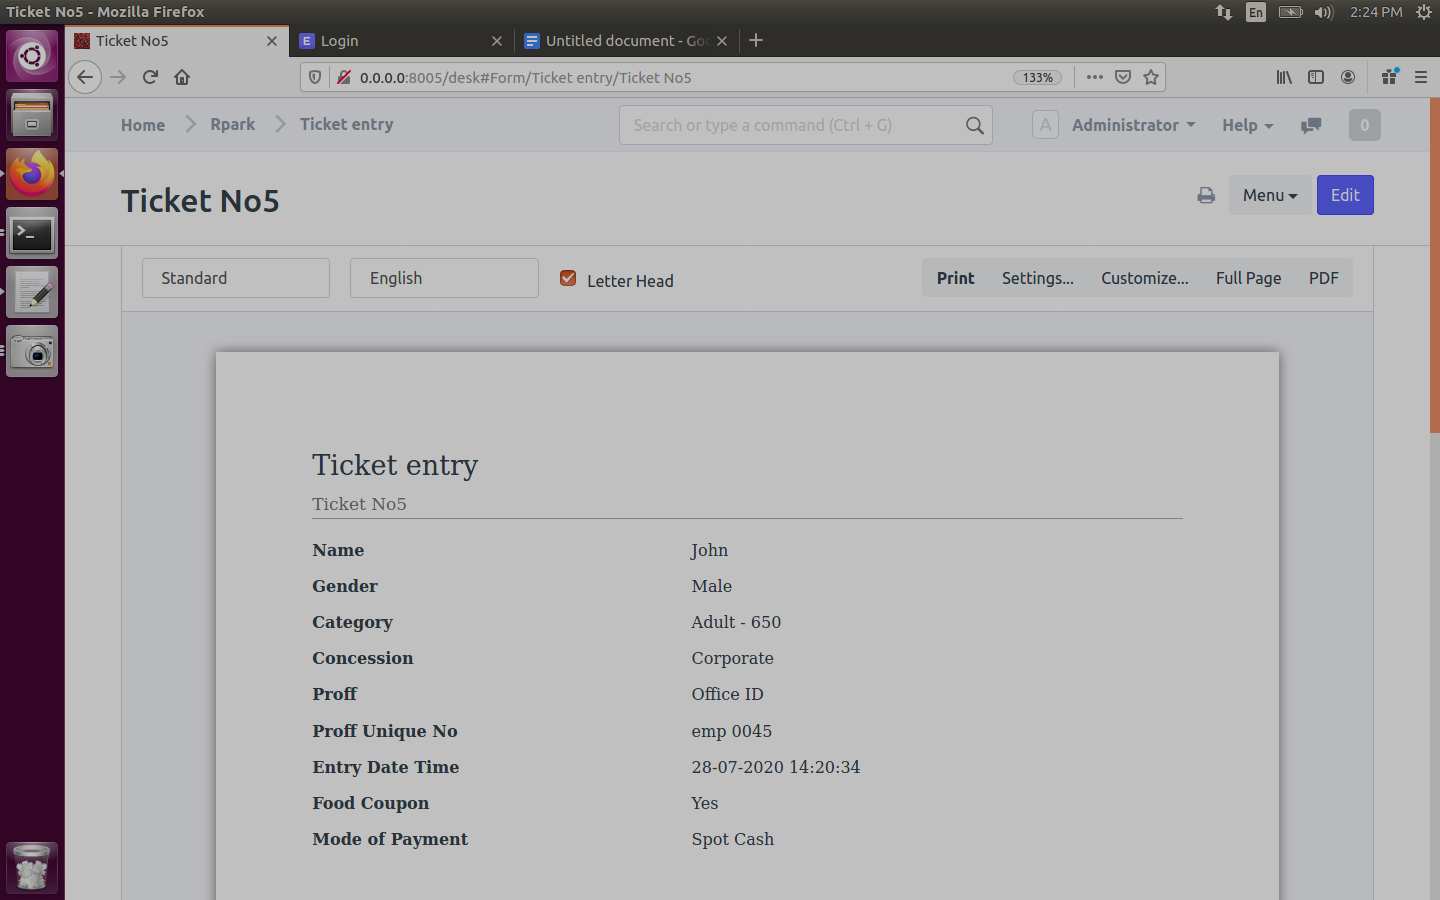 Ticket No5 - Mozilla Firefox
En
2:24 PM
Ticket No5
E Login
Untitled document - Goo
0.0.0.0:8005/desk#Form/Ticket entry/Ticket No5
133%
Home
Rpark
Ticket entry
Search or type a command (Ctrl + G)
A Administrator
Help
0
Ticket No5
Menu
Edit
Standard
English
Letter Head
Print
Settings...
Customize...
Full Page
PDF
Ticket entry
Ticket No5
Name John
Gender Male
Category Adult - 650
Concession Corporate
Proff Office ID
Proff Unique No emp 0045
Entry Date Time 28-07-2020 14:20:34
Food Coupon Yes
Mode of Payment Spot Cash